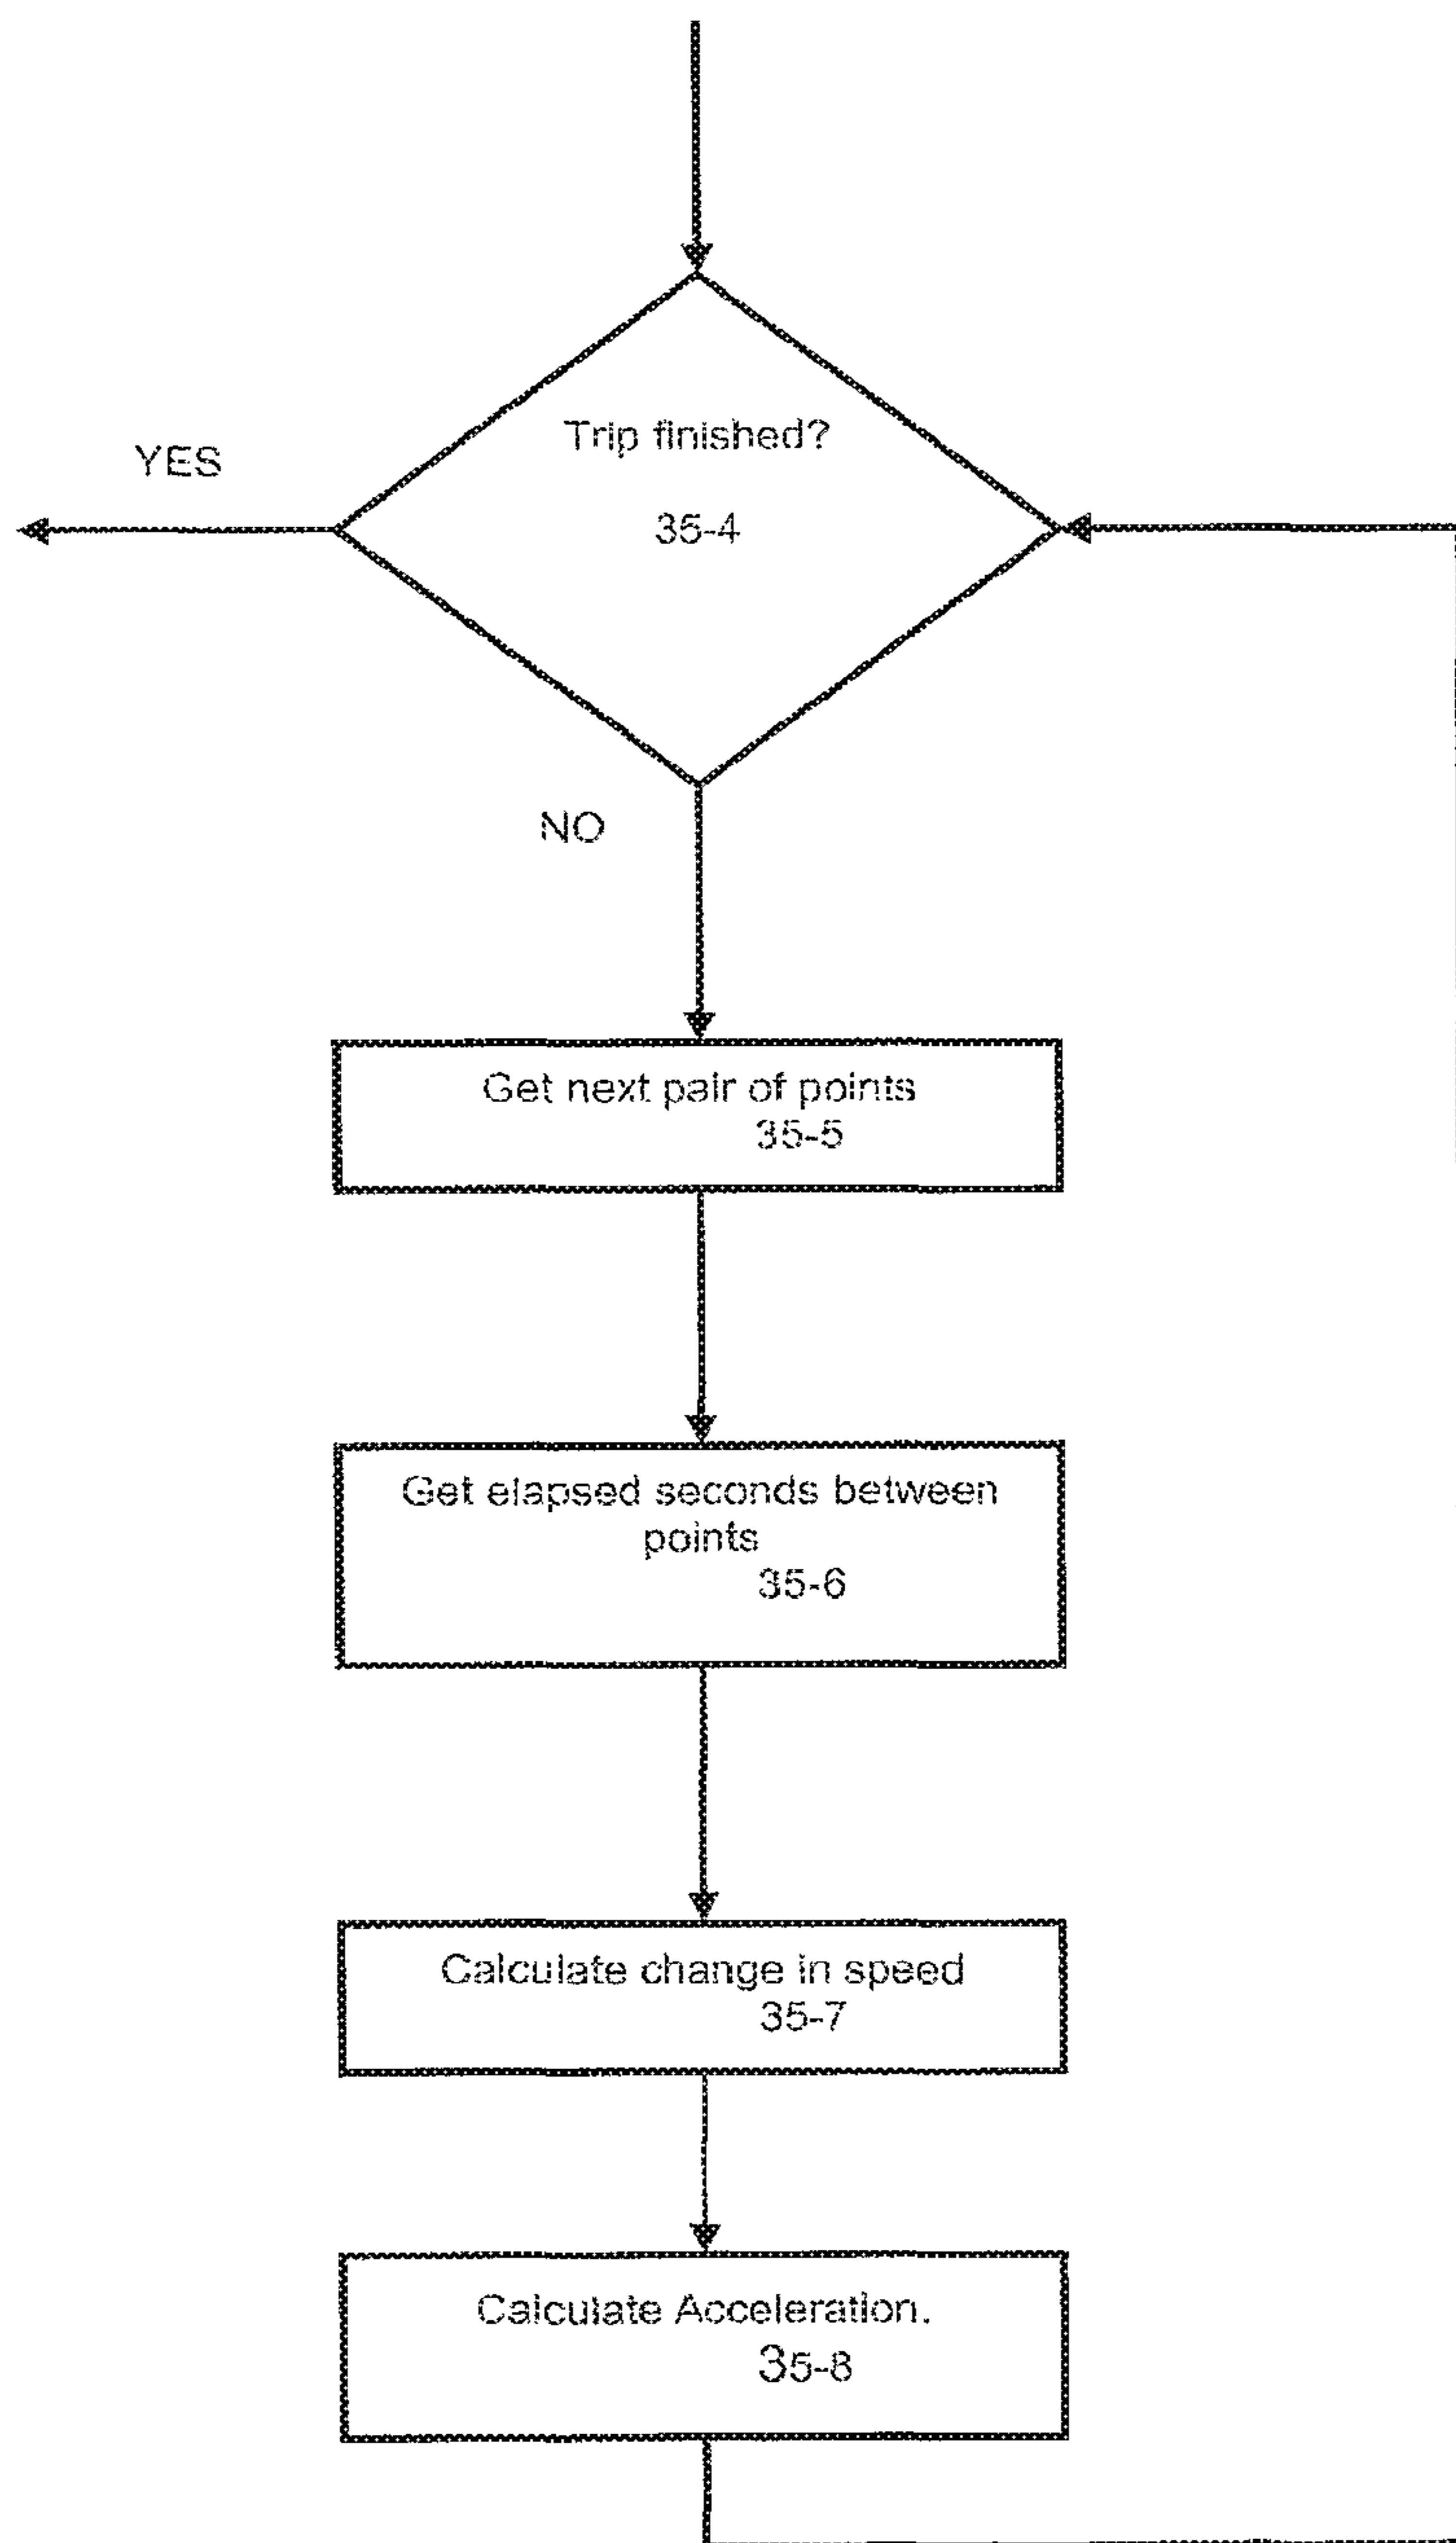 Trip finished?
35-4
YES
NO
Get next pair of points
35-5
Get elapsed seconds between
points
35-6
Calculate change in speed
35-7
Calculate Acceleration.
35-8